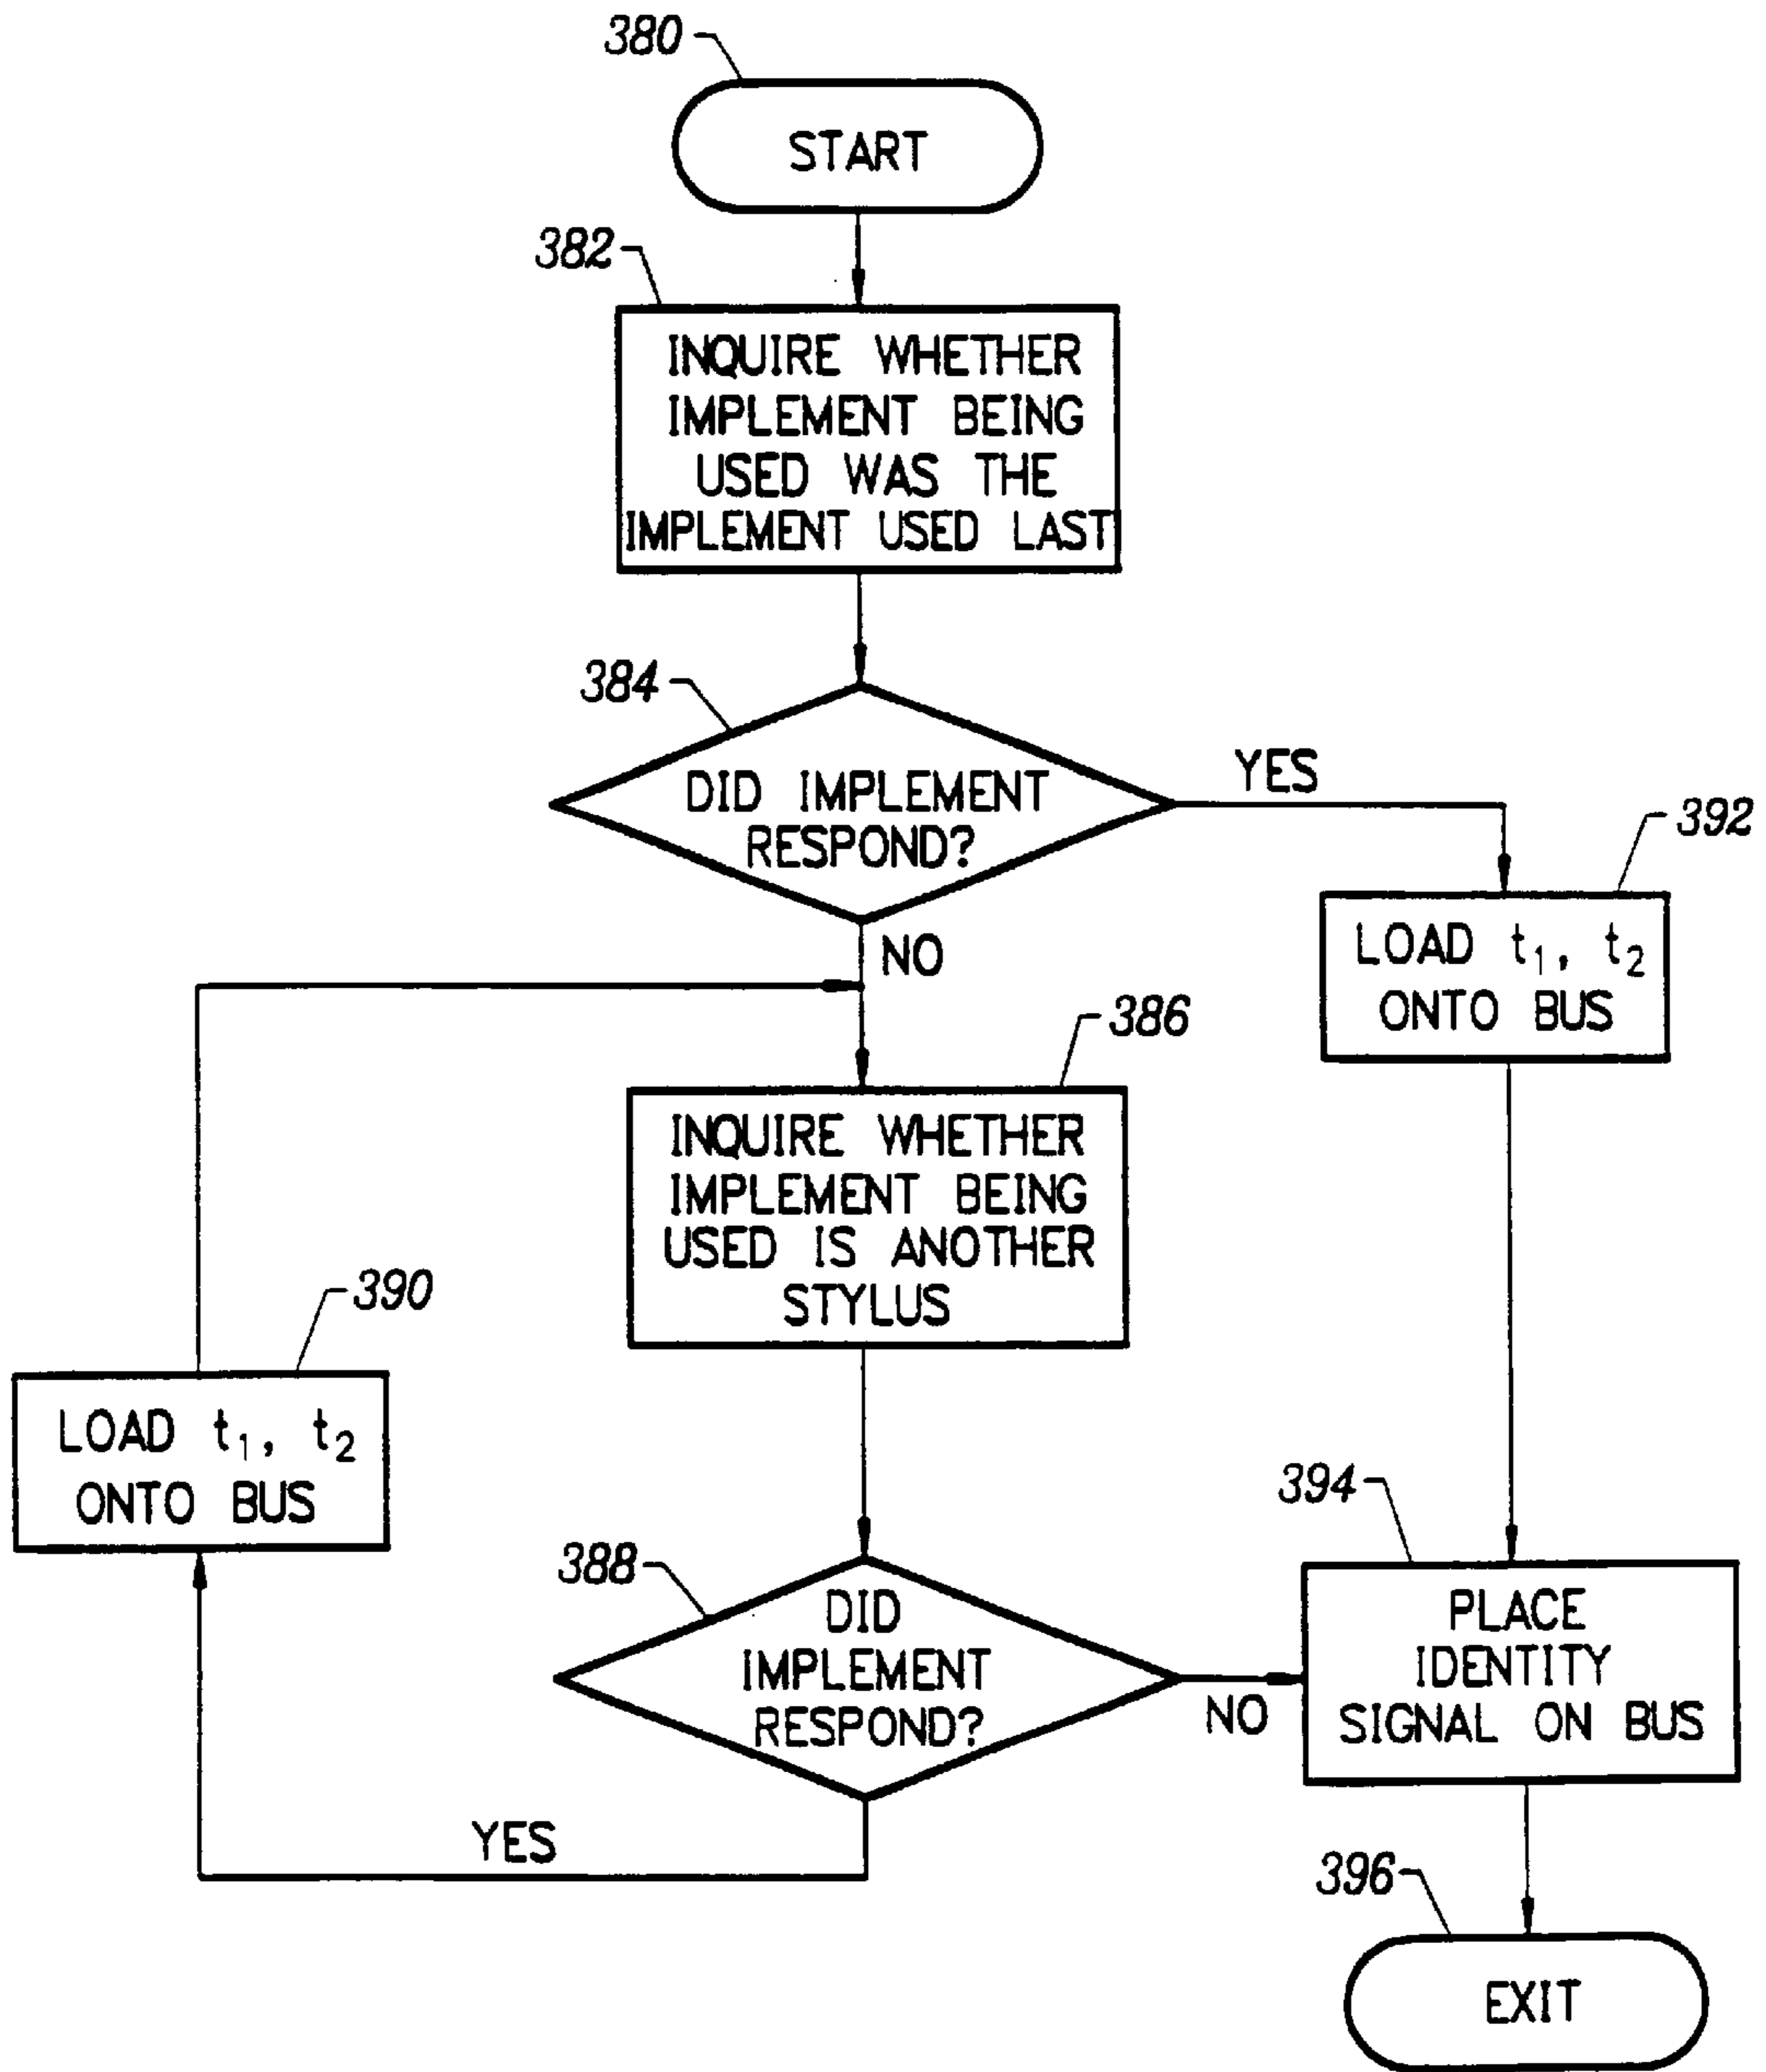 380
START
382
INQUIRE WHETHER
IMPLEMENT BEING
USED WAS THE
IMPLEMENT USED LAST
384
DID IMPLEMENT
RESPOND?
YES
NO
392
LOAD t₁, t₂
ONTO BUS
386
INQUIRE WHETHER
IMPLEMENT BEING
USED IS ANOTHER
STYLUS
390
LOAD t₁, t₂
ONTO BUS
388
DID
IMPLEMENT
RESPOND?
NO
YES
394
PLACE
IDENTITY
SIGNAL ON BUS
396
EXIT